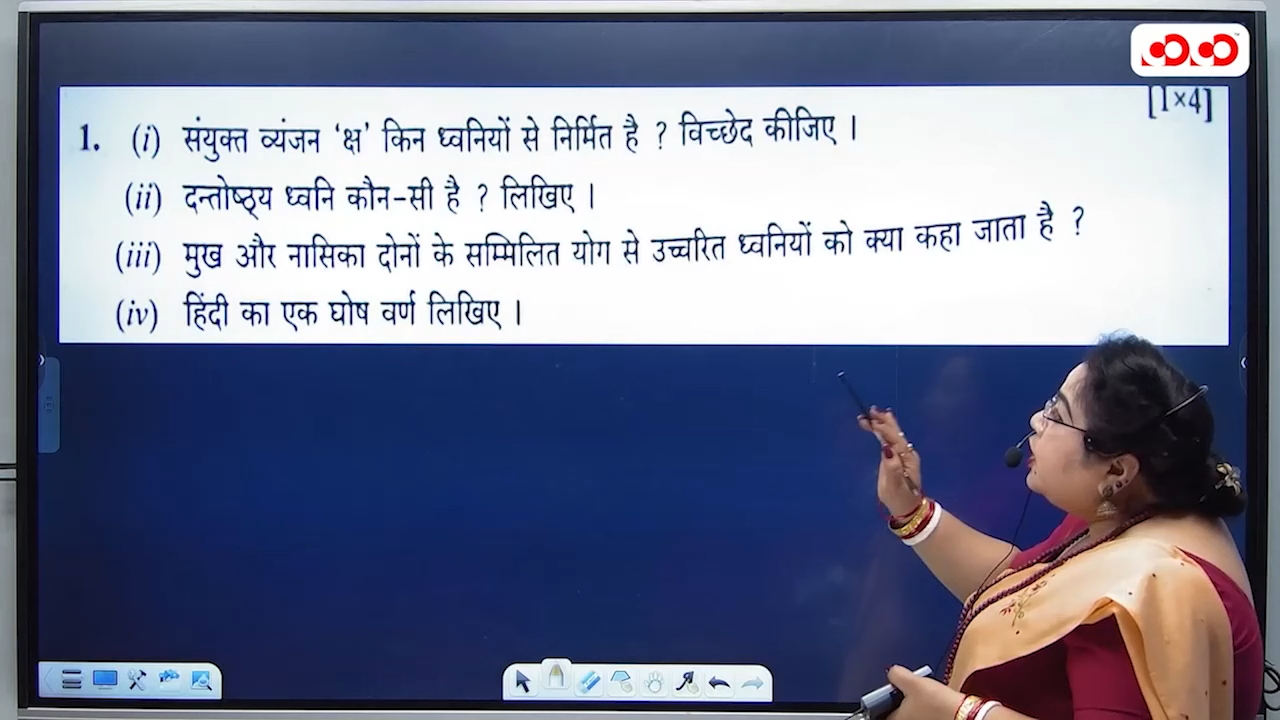 [1×4]
1. (i) संयुक्त व्यंजन ‘क्ष’ किन ध्वनियों से निर्मित है ? विच्छेद कीजिए ।
(ii) दन्तोष्ठ्य ध्वनि कौन-सी है ? लिखिए ।
(iii) मुख और नासिका दोनों के सम्मिलित योग से उच्चरित ध्वनियों को क्या कहा जाता है ?
(iv) हिंदी का एक घोष वर्ण लिखिए ।